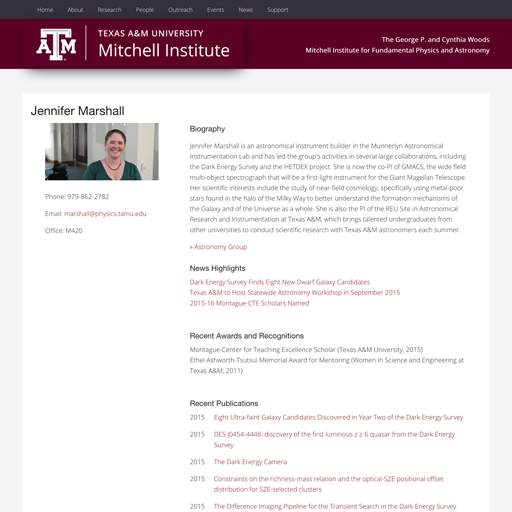 Home About Research People Outreach Events News Support
TEXAS A&M UNIVERSITY
Mitchell Institute
The George P. and Cynthia Woods
Mitchell Institute for Fundamental Physics and Astronomy
Jennifer Marshall
Phone: 979-862-2782
Email: marshall@physics.tamu.edu
Office: M420
Biography
Jennifer Marshall is an astronomical instrument builder in the Munnerlyn Astronomical
Instrumentation Lab and has led the group's activities in several large collaborations, including
the Dark Energy Survey and the HETDEX project. She is now the co-PI of GMACS, the wide field
multi-object spectrograph that will be a first-light instrument for the Giant Magellan Telescope.
Her scientific interests include the study of near-field cosmology, specifically using metal-poor
stars found in the halo of the Milky Way to better understand the formation mechanisms of
the Galaxy and of the Universe as a whole. She is also the PI of the REU Site in Astronomical
Research and Instrumentation at Texas A&M, which brings talented undergraduates from
other universities to conduct scientific research with Texas A&M astronomers each summer.
» Astronomy Group
News Highlights
Dark Energy Survey Finds Eight New Dwarf Galaxy Candidates
Texas A&M to Host Statewide Astronomy Workshop in September 2015
2015-16 Montague-CTE Scholars Named
Recent Awards and Recognitions
Montague-Center for Teaching Excellence Scholar (Texas A&M University, 2015)
Ethel Ashworth-Tsutsui Memorial Award for Mentoring (Women In Science and Engineering at
Texas A&M, 2011)
Recent Publications
2015 Eight Ultra-faint Galaxy Candidates Discovered in Year Two of the Dark Energy Survey
2015 DES J0454-4448: discovery of the first luminous z ≥ 6 quasar from the Dark Energy
Survey
2015 The Dark Energy Camera
2015 Constraints on the richness-mass relation and the optical-SZE positional offset
distribution for SZE-selected clusters
2015 The Difference Imaging Pipeline for the Transient Search in the Dark Energy Survey